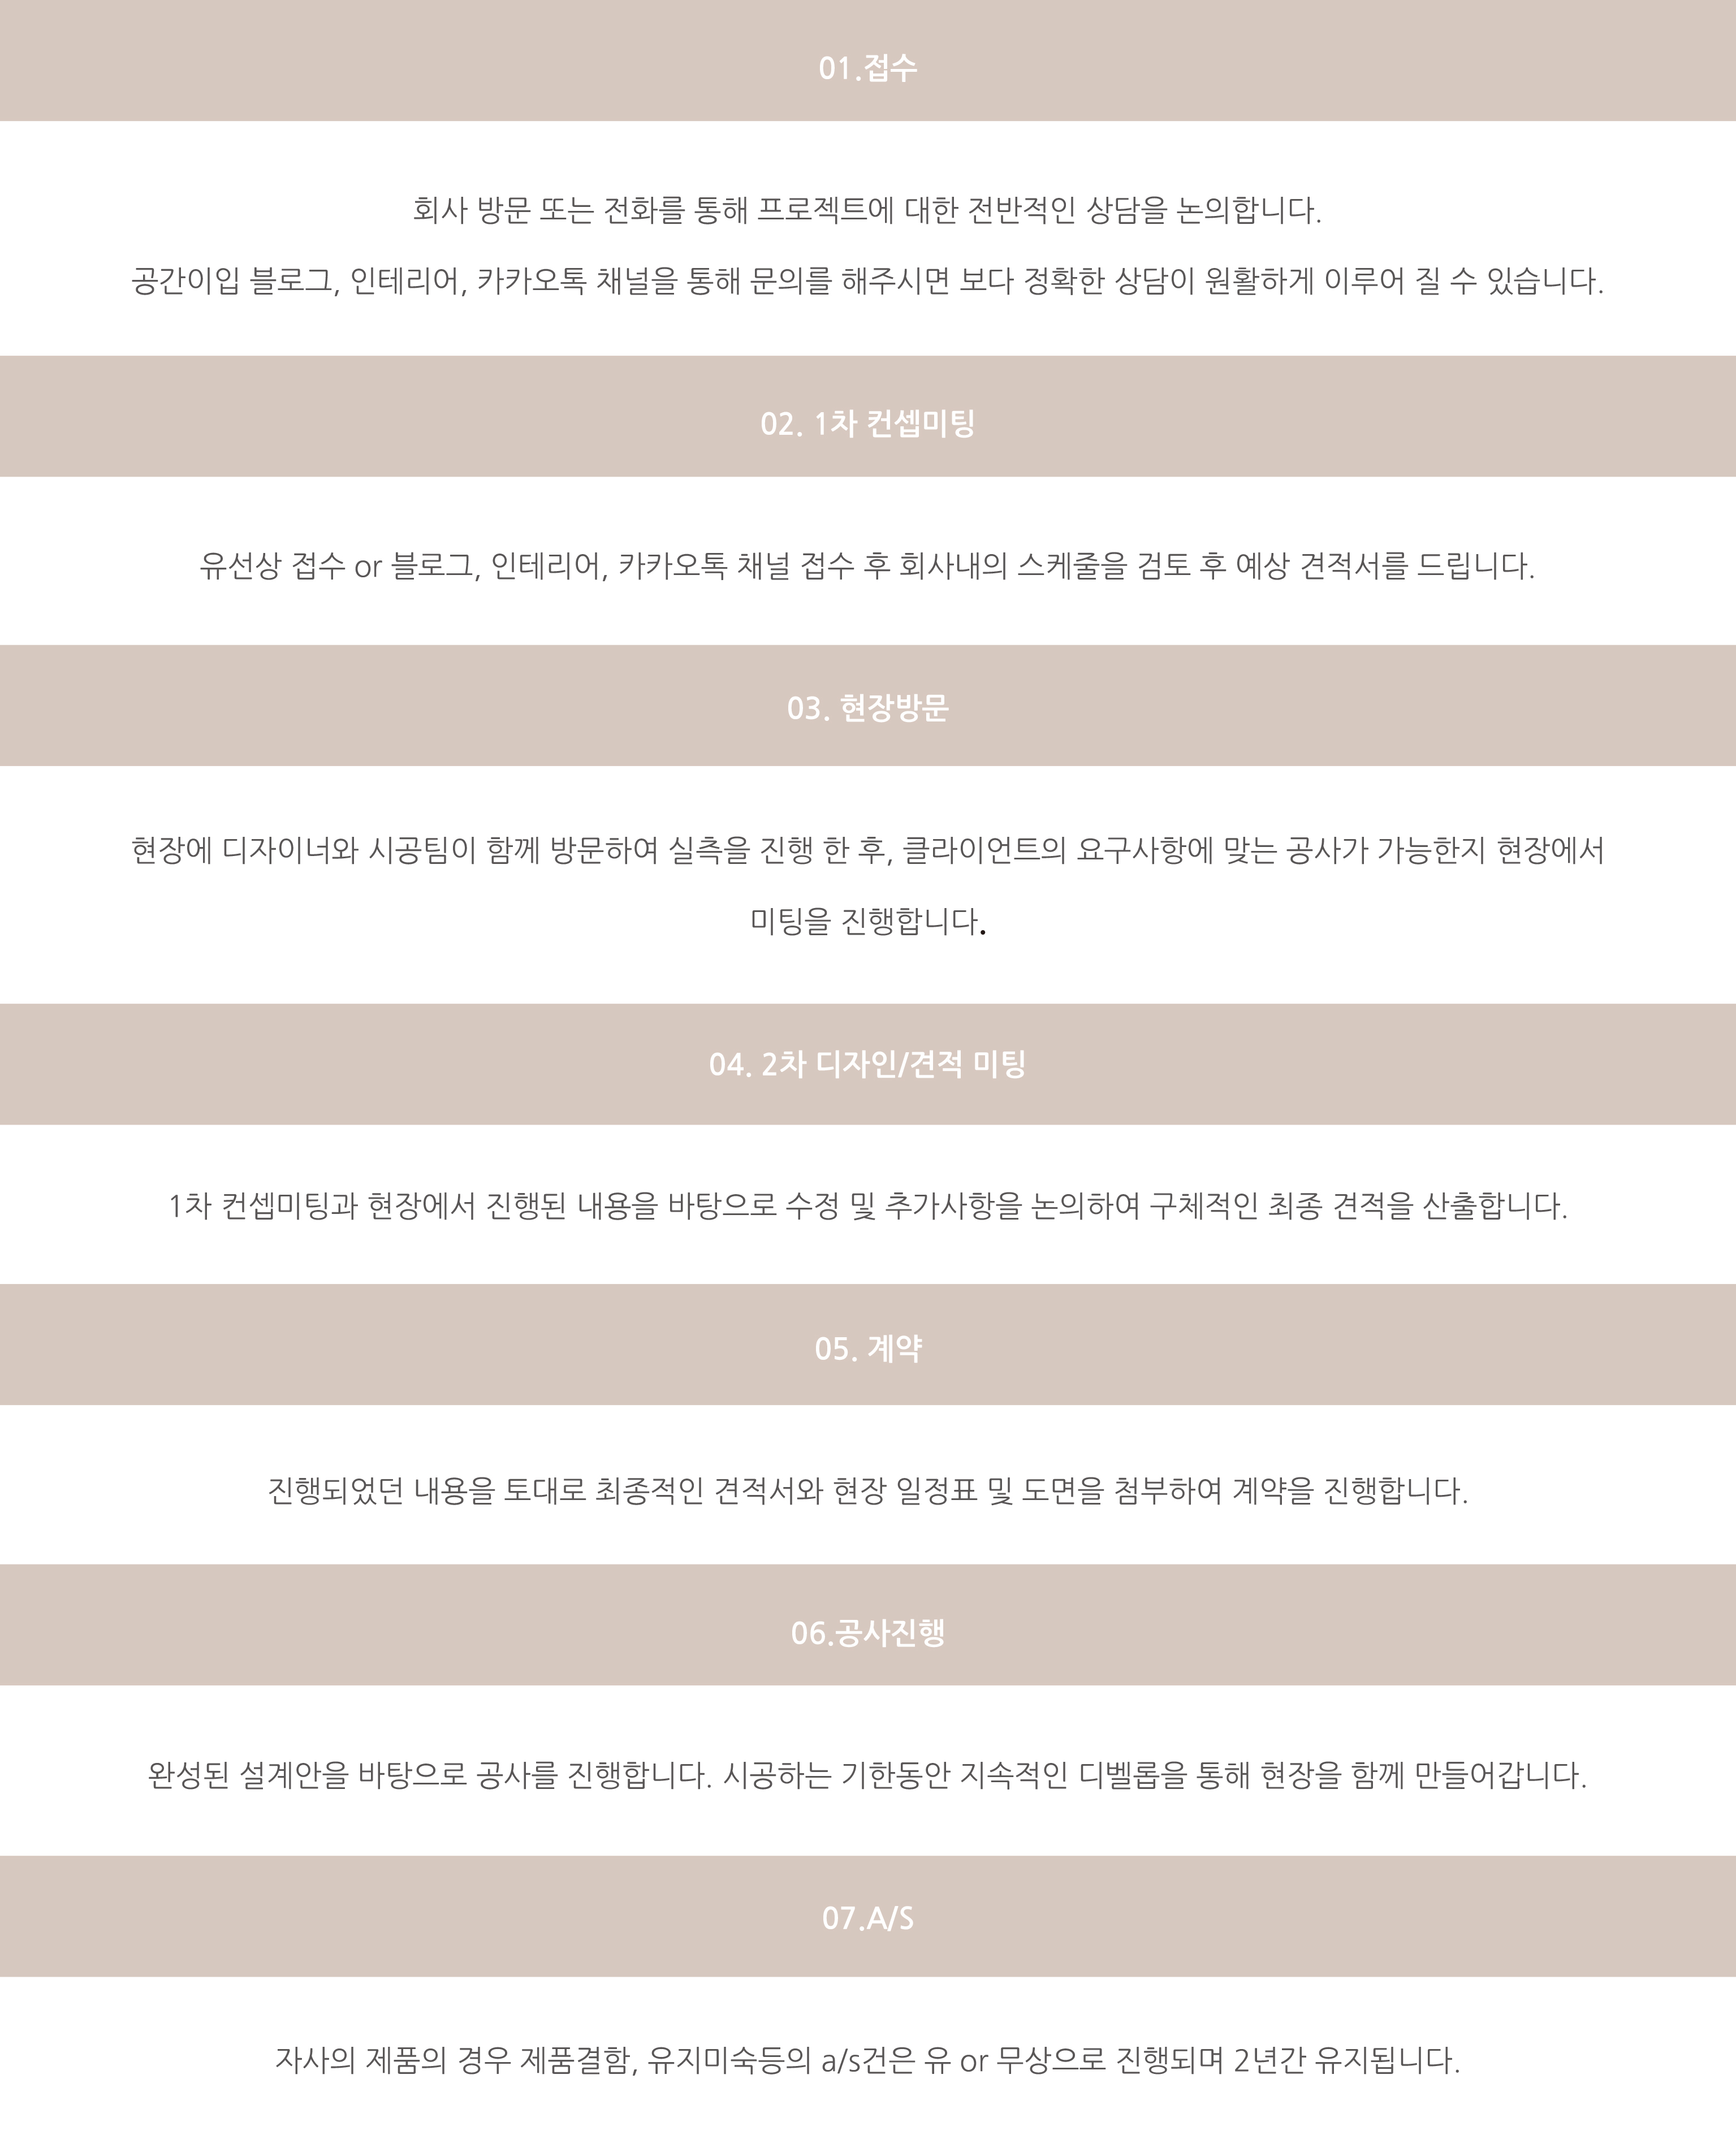 01.접수
회사 방문 또는 전화를 통해 프로젝트에 대한 전반적인 상담을 논의합니다.
공간이입 블로그, 인테리어, 카카오톡 채널을 통해 문의를 해주시면 보다 정확한 상담이 원활하게 이루어 질 수 있습니다.
02. 1차 컨셉미팅
유선상 접수 or 블로그, 인테리어, 카카오톡 채널 접수 후 회사내의 스케줄을 검토 후 예상 견적서를 드립니다.
03. 현장방문
현장에 디자이너와 시공팀이 함께 방문하여 실측을 진행 한 후, 클라이언트의 요구사항에 맞는 공사가 가능한지 현장에서
미팅을 진행합니다.
04. 2차 디자인/견적 미팅
1차 컨셉미팅과 현장에서 진행된 내용을 바탕으로 수정 및 추가사항을 논의하여 구체적인 최종 견적을 산출합니다.
05. 계약
진행되었던 내용을 토대로 최종적인 견적서와 현장 일정표 및 도면을 첨부하여 계약을 진행합니다.
06.공사진행
완성된 설계안을 바탕으로 공사를 진행합니다. 시공하는 기한동안 지속적인 디벨롭을 통해 현장을 함께 만들어갑니다.
07.A/S
자사의 제품의 경우 제품결함, 유지미숙등의 a/s건은 유 or 무상으로 진행되며 2년간 유지됩니다.